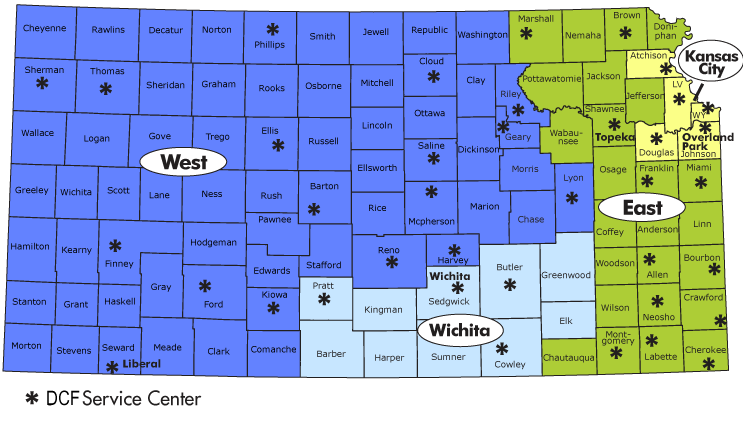 Cheyenne Rawlins Decatur Norton Phillips Smith Jewell Republic Washington Marshall Nemaha Brown Doni-
phan
Atchison
Kansas
City
Sherman Thomas Sheridan Graham Rooks Osborne Mitchell Cloud Clay Riley Pottawatomie Jackson Jefferson LV
WY
Wallace Logan Gove Trego Ellis Russell Lincoln Ottawa Saline Dickinson Geary Wabau-
nsee
Shawnee
Topeka
Douglas
Overland
Park
Johnson
West
Ellsworth Morris Osage Franklin Miami
Greeley Wichita Scott Lane Ness Rush Barton Rice Mcpherson Marion Chase Lyon
East
Pawnee
Coffey Anderson Linn
Hamilton Kearny Finney Hodgeman Edwards Stafford Reno Harvey Butler Greenwood Woodson Allen Bourbon
Wichita
Sedgwick
Stanton Grant Haskell Gray Ford Kiowa Pratt Kingman Elk Wilson Neosho Crawford
Wichita
Morton Stevens Seward Meade Clark Comanche Barber Harper Sumner Cowley Chautauqua Mont-
gomery
Labette Cherokee
Liberal
* DCF Service Center